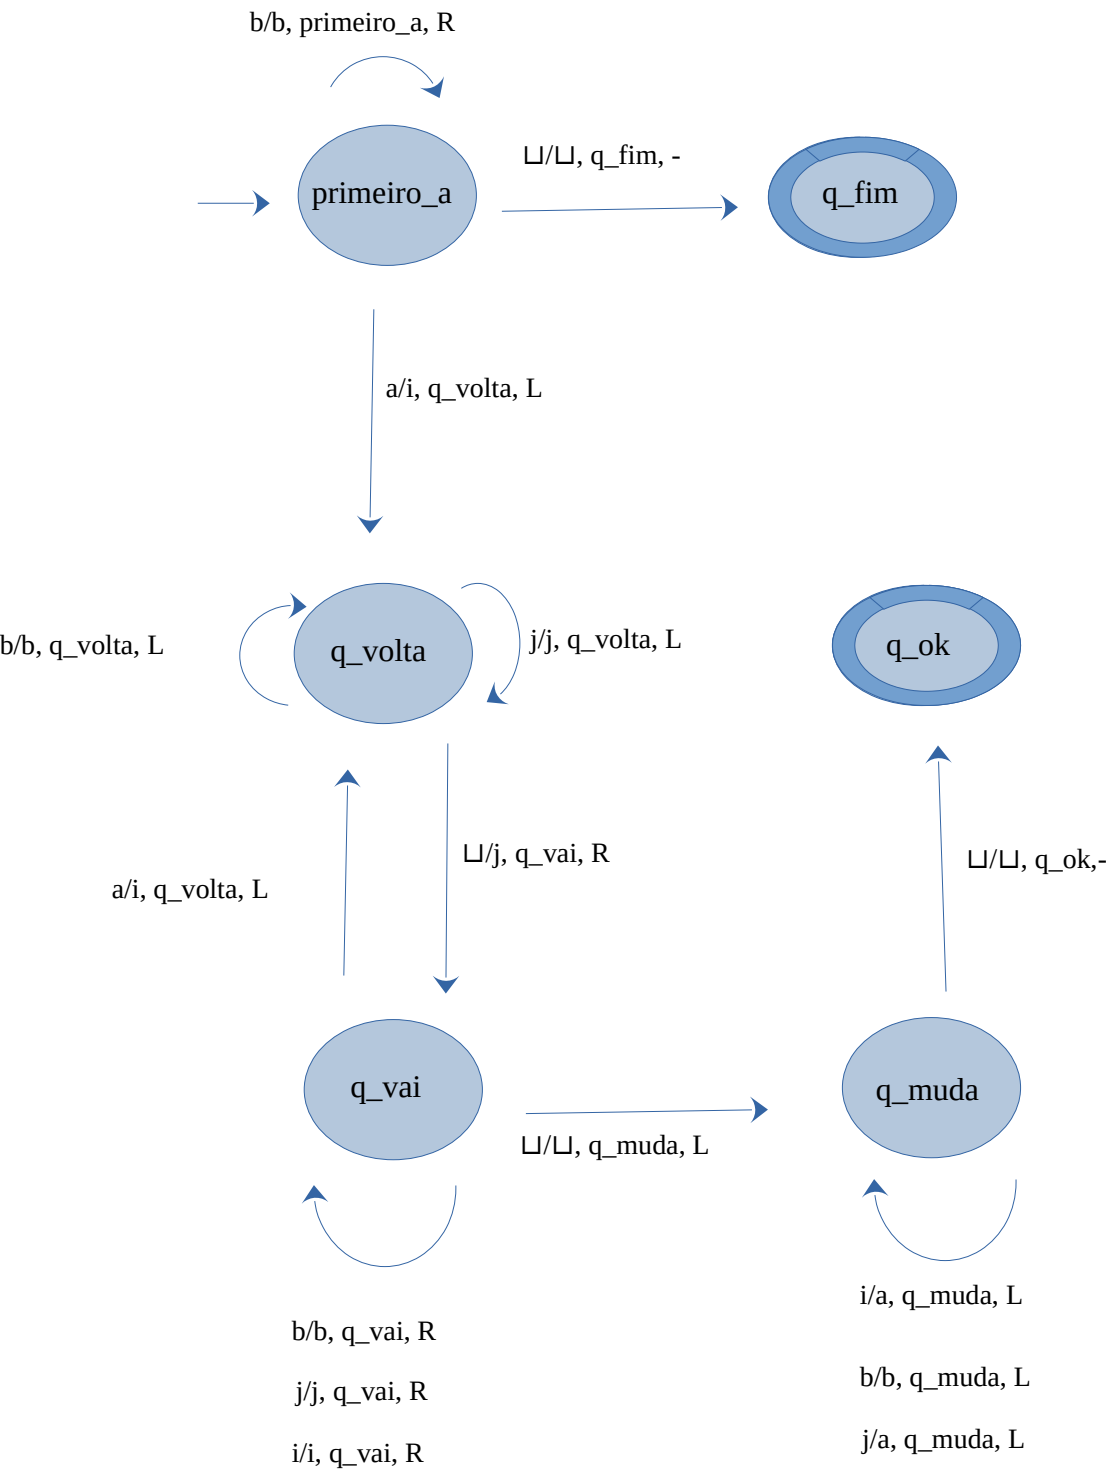 b/b, primeiro_a, R
⊔/⊔, q_fim, -
primeiro_a
q_fim
a/i, q_volta, L
b/b, q_volta, L
q_volta
j/j, q_volta, L
q_ok
⊔/j, q_vai, R
⊔/⊔, q_ok,-
a/i, q_volta, L
q_vai
q_muda
⊔/⊔, q_muda, L
i/a, q_muda, L
b/b, q_vai, R
b/b, q_muda, L
j/j, q_vai, R
j/a, q_muda, L
i/i, q_vai, R